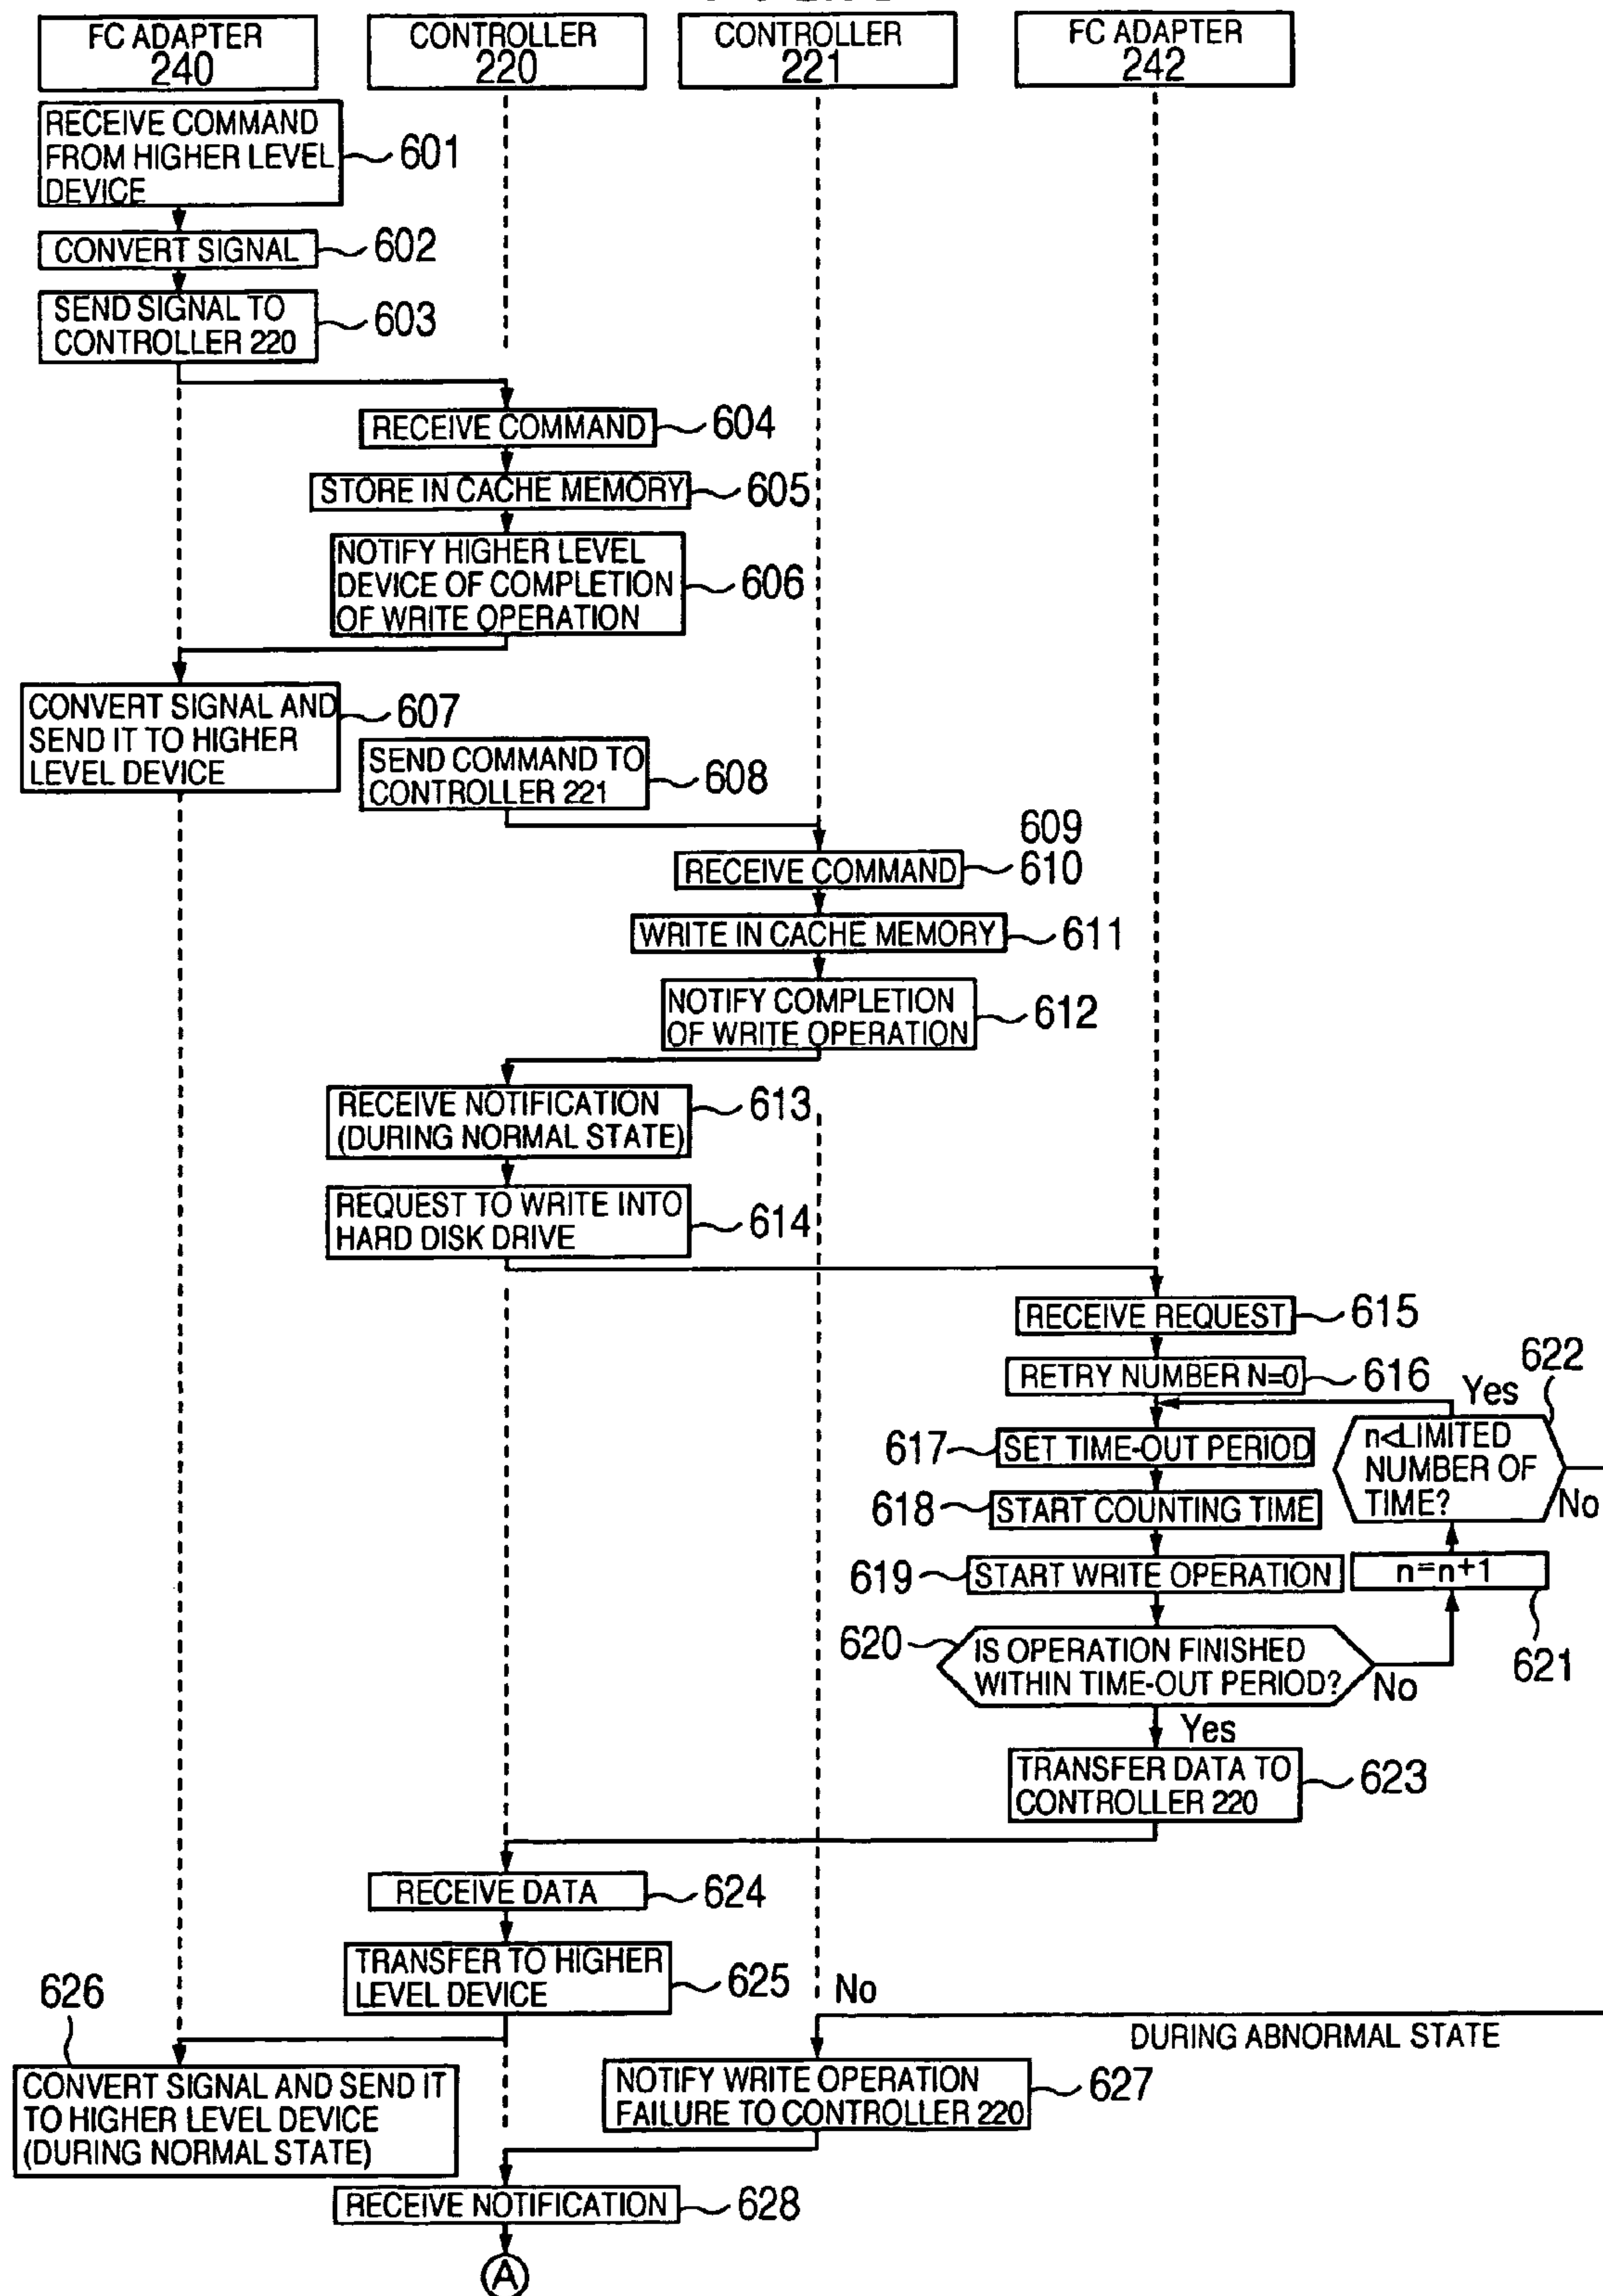 FC ADAPTER
240
CONTROLLER
220
CONTROLLER
221
FC ADAPTER
242
RECEIVE COMMAND
FROM HIGHER LEVEL
DEVICE
601
CONVERT SIGNAL
602
SEND SIGNAL TO
CONTROLLER 220
603
RECEIVE COMMAND
604
STORE IN CACHE MEMORY
605
NOTIFY HIGHER LEVEL
DEVICE OF COMPLETION
OF WRITE OPERATION
606
CONVERT SIGNAL AND
SEND IT TO HIGHER
LEVEL DEVICE
607
SEND COMMAND TO
CONTROLLER 221
608
609
RECEIVE COMMAND
610
WRITE IN CACHE MEMORY
611
NOTIFY COMPLETION
OF WRITE OPERATION
612
RECEIVE NOTIFICATION
(DURING NORMAL STATE)
613
REQUEST TO WRITE INTO
HARD DISK DRIVE
614
RECEIVE REQUEST
615
RETRY NUMBER N=0
616
622
Yes
n<LIMITED
NUMBER OF
TIME?
No
617
SET TIME-OUT PERIOD
618
START COUNTING TIME
619
START WRITE OPERATION
n=n+1
621
620
IS OPERATION FINISHED
WITHIN TIME-OUT PERIOD?
No
Yes
TRANSFER DATA TO
CONTROLLER 220
623
RECEIVE DATA
624
TRANSFER TO HIGHER
LEVEL DEVICE
625
No
DURING ABNORMAL STATE
626
CONVERT SIGNAL AND SEND IT
TO HIGHER LEVEL DEVICE
(DURING NORMAL STATE)
NOTIFY WRITE OPERATION
FAILURE TO CONTROLLER 220
627
RECEIVE NOTIFICATION
628
A